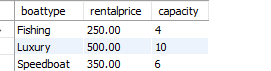 boattype rentalprice capacity
Fishing 250.00 4
Luxury 500.00 10
Speedboat 350.00 6